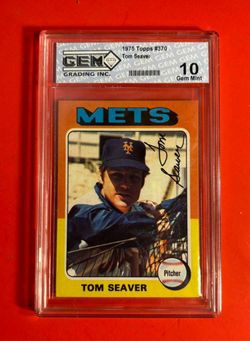 GEM
GRADING INC.
1975 Topps #370
Tom Seaver
10
Gem Mint
METS
Tom
Seaver
Pitcher
TOM SEAVER